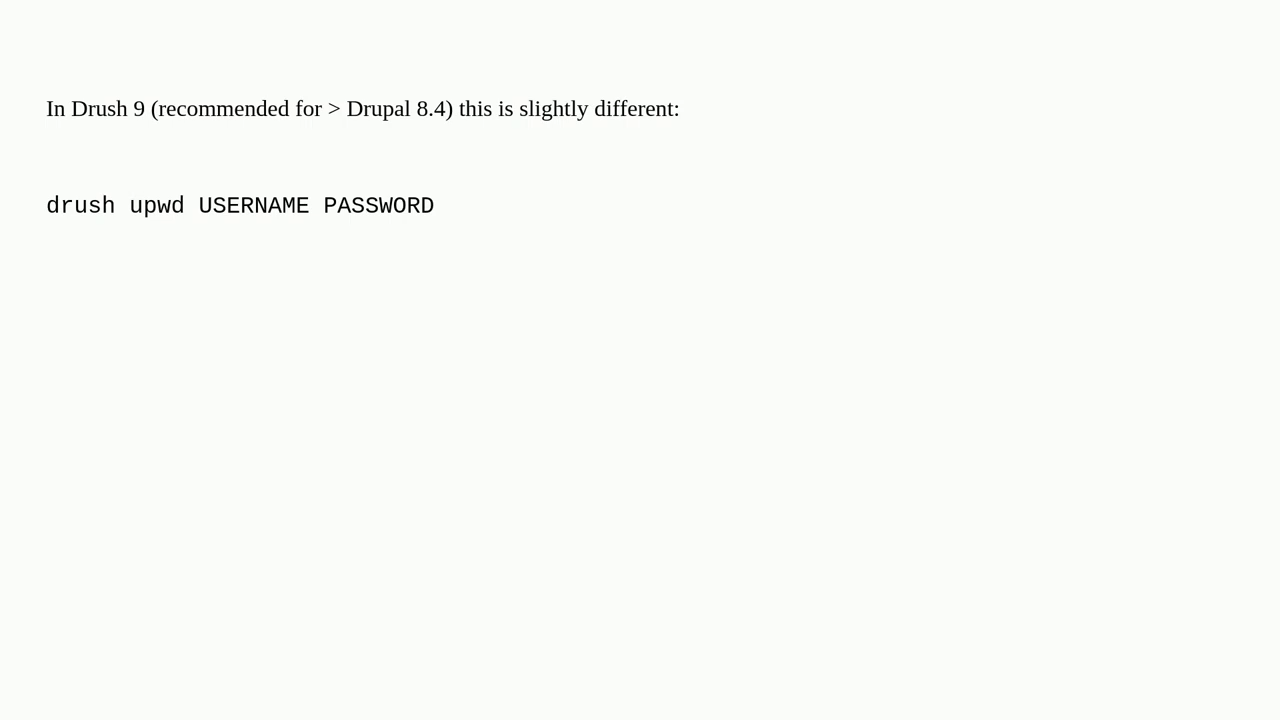 In Drush 9 (recommended for > Drupal 8.4) this is slightly different:
drush upwd USERNAME PASSWORD